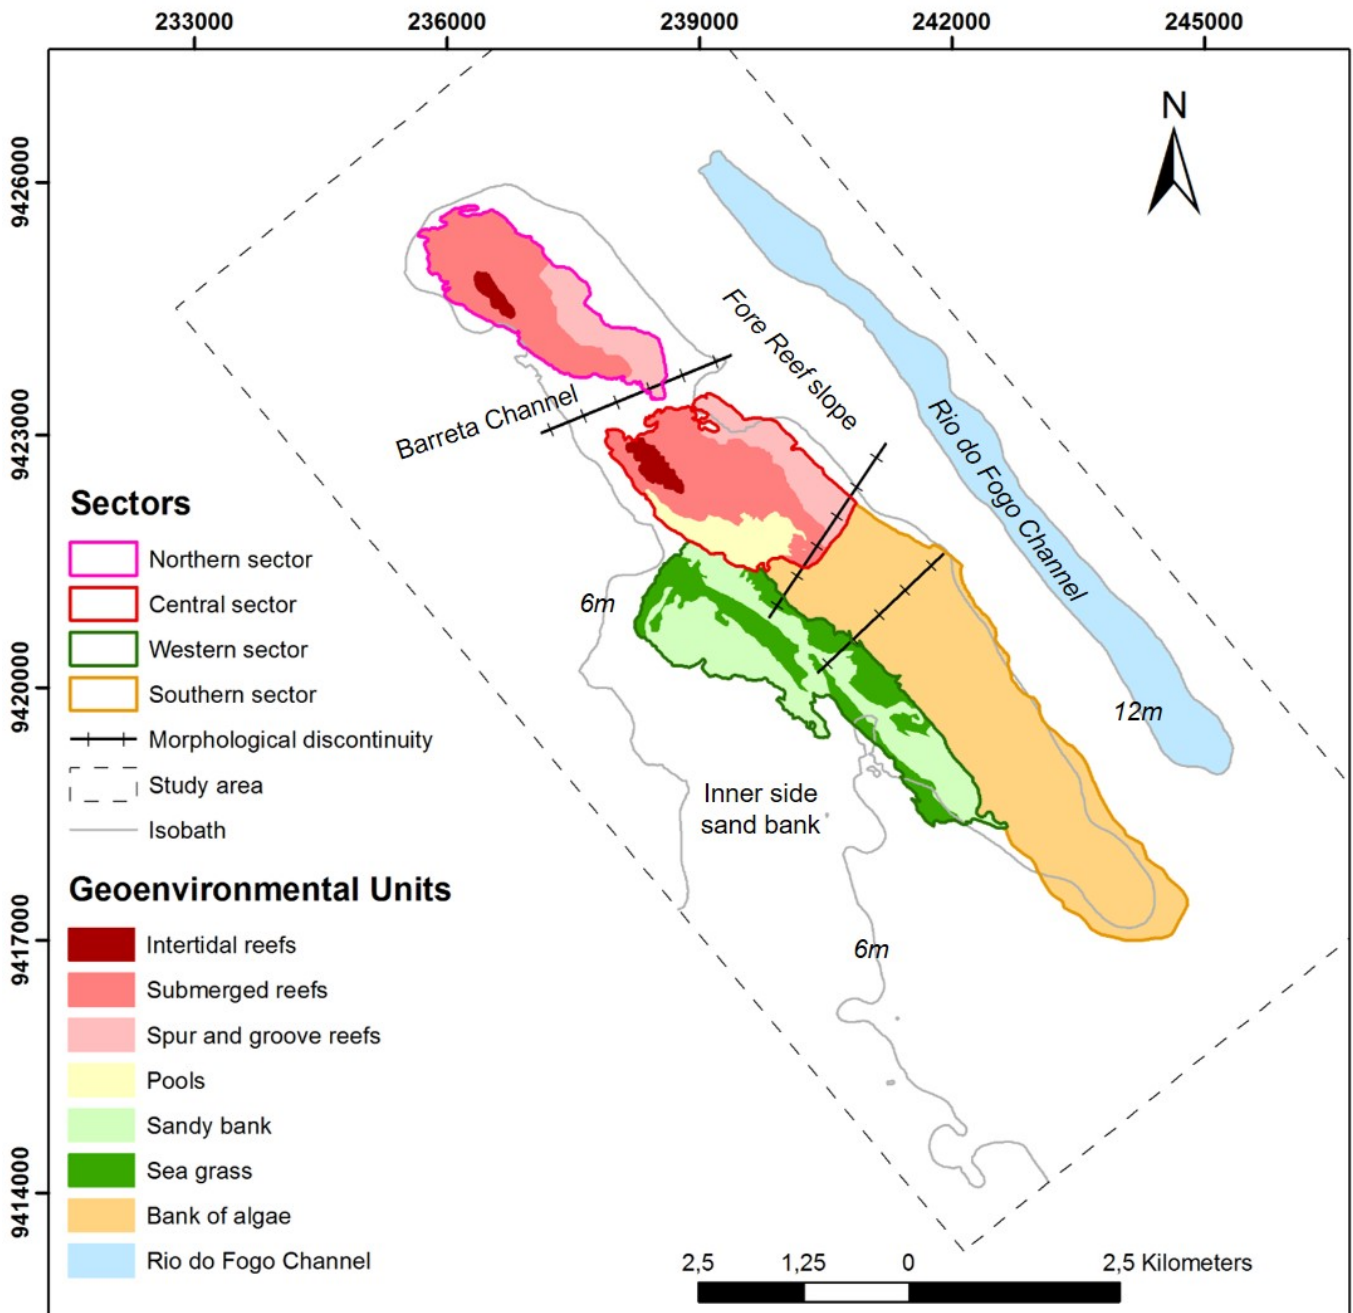 233000 236000 239000 242000 245000
N
9426000
9423000
9420000
9417000
9414000
Fore Reef slope
Barreta Channel
Rio do Fogo Channel
6m
12m
Inner side
sand bank
6m
Sectors
Northern sector
Central sector
Western sector
Southern sector
Morphological discontinuity
Study area
Isobath
Geoenvironmental Units
Intertidal reefs
Submerged reefs
Spur and groove reefs
Pools
Sandy bank
Sea grass
Bank of algae
Rio do Fogo Channel
2,5 1,25 0 2,5 Kilometers